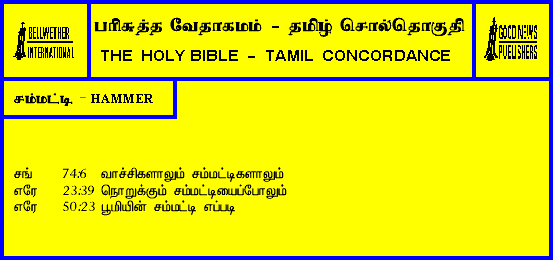 BELLWETHER
INTERNATIONAL
பரிசுத்த வேதாகமம் - தமிழ் சொல்தொகுதி
THE HOLY BIBLE - TAMIL CONCORDANCE
GOOD NEWS
PUBLISHERS
சம்மட்டி - HAMMER
சங் 74:6 வாச்சிகளாலும் சம்மட்டிகளாலும்
எரே 23:39 நொறுக்கும் சம்மட்டியைப்போலும்
எரே 50:23 பூமியின் சம்மட்டி எப்படி